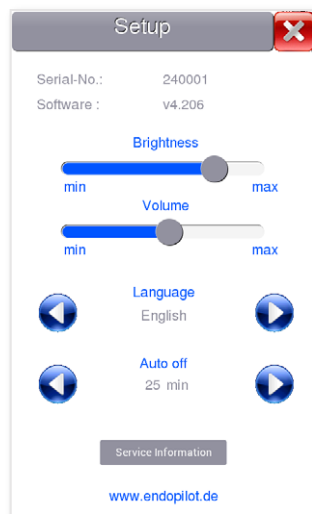 Setup
Serial-No.: 240001
Software : v4.206
Brightness
min max
Volume
min max
Language
English
Auto off
25 min
Service Information
www.endopilot.de